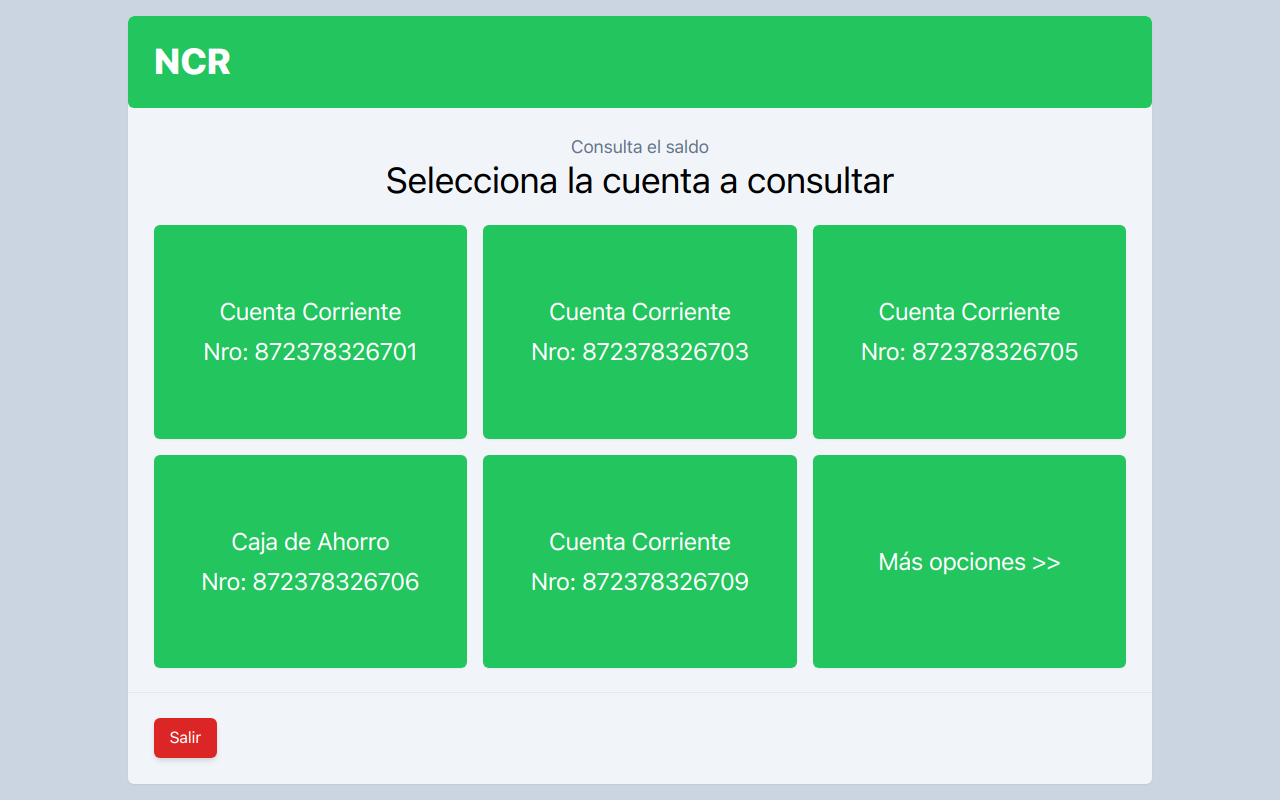 NCR
Consulta el saldo
Selecciona la cuenta a consultar
Cuenta Corriente
Nro: 872378326701
Cuenta Corriente
Nro: 872378326703
Cuenta Corriente
Nro: 872378326705
Caja de Ahorro
Nro: 872378326706
Cuenta Corriente
Nro: 872378326709
Más opciones >>
Salir